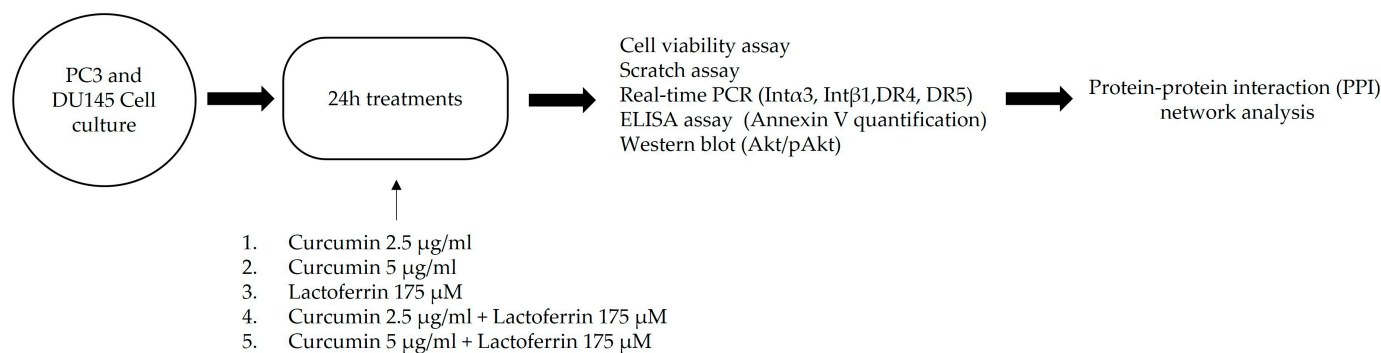 PC3 and
DU145 Cell
culture
24h treatments
Cell viability assay
Scratch assay
Real-time PCR (Intα3, Intβ1,DR4, DR5)
ELISA assay  (Annexin V quantification)
Western blot (Akt/pAkt)
Protein-protein interaction (PPI)
network analysis
1. Curcumin 2.5 µg/ml
2. Curcumin 5 µg/ml
3. Lactoferrin 175 µM
4. Curcumin 2.5 µg/ml + Lactoferrin 175 µM
5. Curcumin 5 µg/ml + Lactoferrin 175 µM